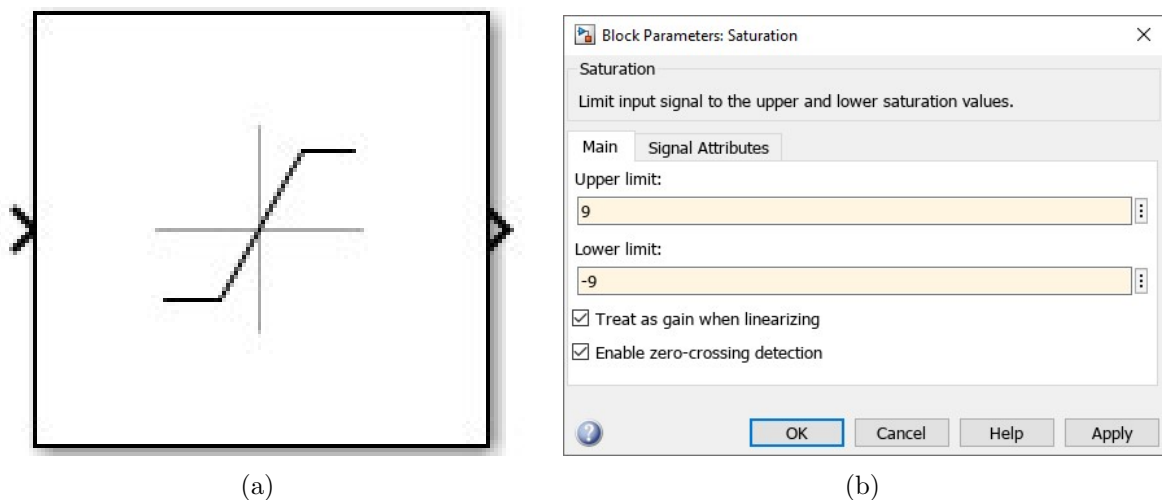 Block Parameters: Saturation
Saturation
Limit input signal to the upper and lower saturation values.
Main Signal Attributes
Upper limit:
9
Lower limit:
-9
Treat as gain when linearizing
Enable zero-crossing detection
? OK Cancel Help Apply
(a) (b)